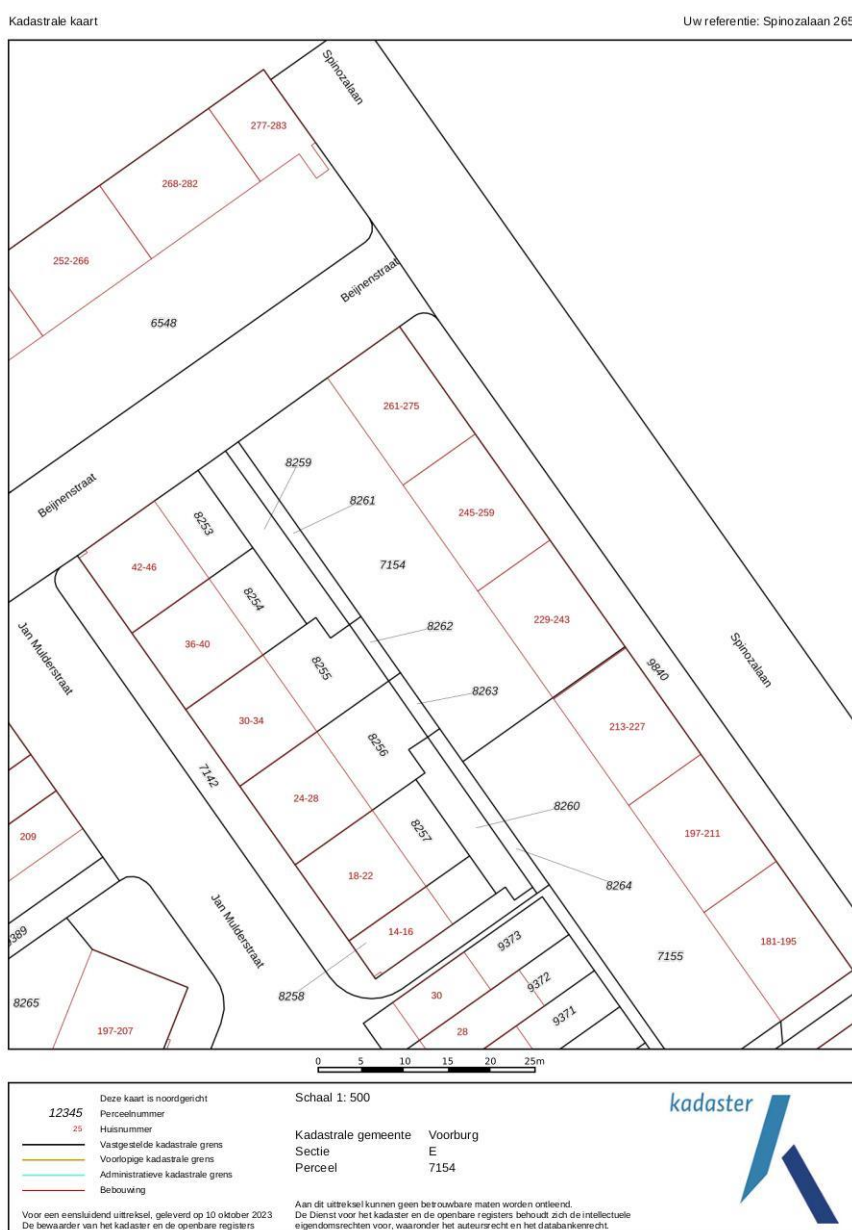 Kadastrale kaart
Uw referentie: Spinozalaan 265
Spinozalaan
277-283
268-282
252-266
Beijnenstraat
6548
261-275
8259
8261
245-259
Beijnenstraat
8253
7154
42-46
8254
229-243
8262
36-40
Jan Mulderstraat
8255
9840
Spinozalaan
8263
30-34
213-227
8256
7142
24-28
8260
8257
197-211
209
18-22
8264
14-16
Jan Mulderstraat
9373
181-195
7155
9372
8258
30
8265
9371
28
197-207
0 5 10 15 20 25m
Deze kaart is noordgericht
12345 Perceelnummer
25 Huisnummer
Vastgestelde kadastrale grens
Voorlopige kadastrale grens
Administratieve kadastrale grens
Bebouwing
Voor een eensluidend uittreksel, geleverd op 10 oktober 2023
De bewaarder van het kadaster en de openbare registers
Schaal 1: 500
Kadastrale gemeente Voorburg
Sectie E
Perceel 7154
Aan dit uittreksel kunnen geen betrouwbare maten worden ontleend.
De Dienst voor het kadaster en de openbare registers behoudt zich de intellectuele
eigendomsrechten voor, waaronder het auteursrecht en het databankenrecht.
kadaster